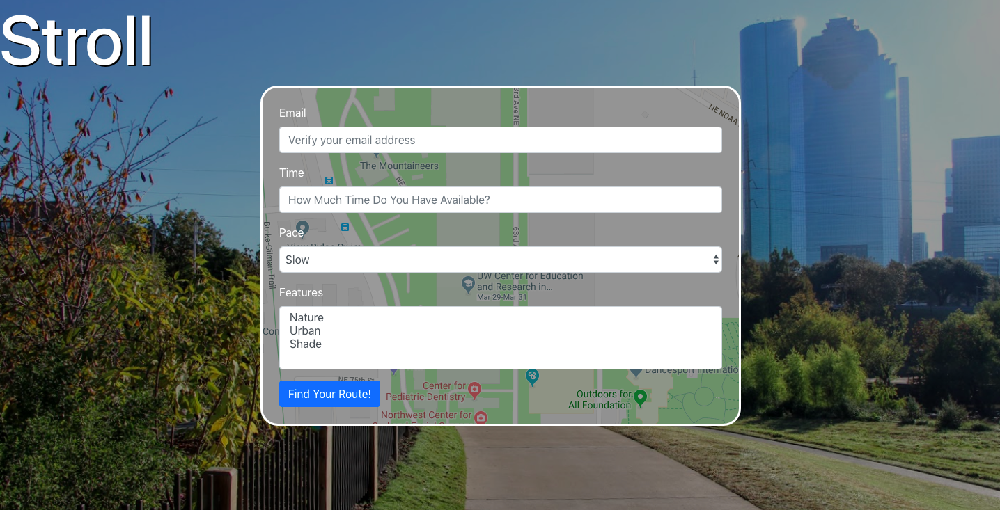 Stroll
3rd Ave NE
NE NOAA
Email
Verify your email address
The Mountaineers
Time
NE
How Much Time Do You Have Available?
Burke-Gilman Trail
63rd
Pace
View Ridge Swim
Slow
UW Center for Education
and Research in...
Mar 29-Mar 31
Features
Nature
Con
Urban
Shade
Dancesport Internatio
NE 75th St
Center for
Pediatric Dentistry
Find Your Route!
Outdoors for
All Foundation
Northwest Center for